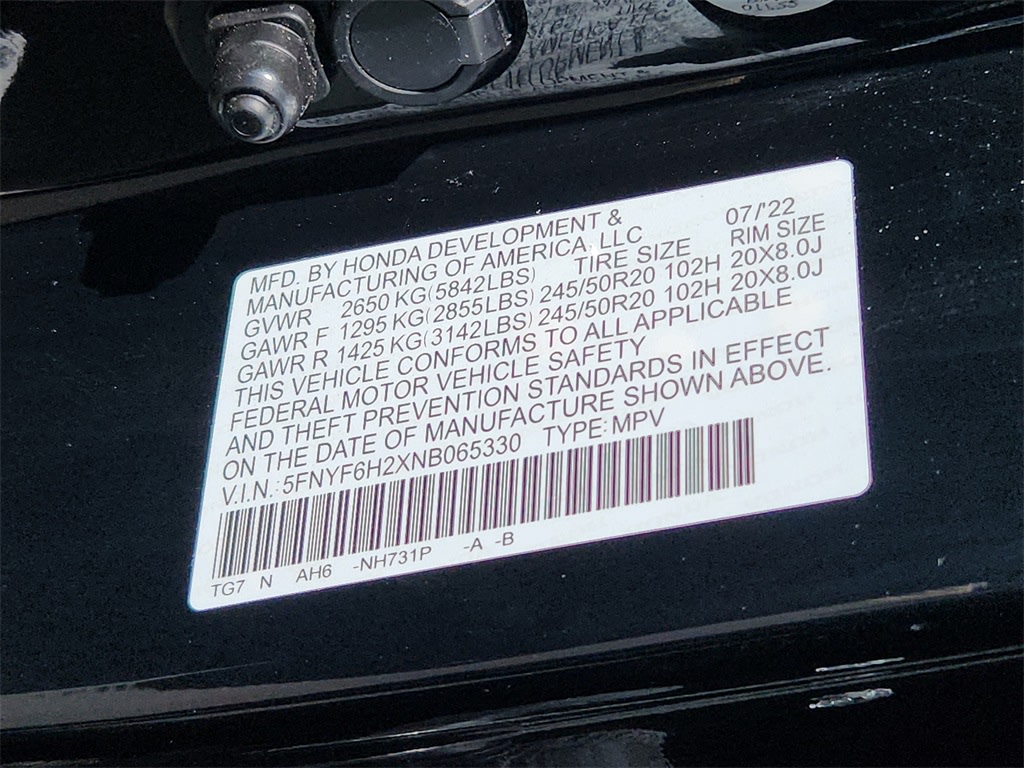 MFD. BY HONDA DEVELOPMENT & 07/'22
MANUFACTURING OF AMERICA, LLC
GVWR 2650 KG(5842LBS) TIRE SIZE RIM SIZE
GAWR F 1295 KG(2855LBS) 245/50R20 102H 20X8.0J
GAWR R 1425 KG(3142LBS) 245/50R20 102H 20X8.0J
THIS VEHICLE CONFORMS TO ALL APPLICABLE
FEDERAL MOTOR VEHICLE SAFETY
AND THEFT PREVENTION STANDARDS IN EFFECT
ON THE DATE OF MANUFACTURE SHOWN ABOVE.
V.I.N.: 5FNYF6H2XNB065330 TYPE: MPV
TG7 N AH6 -NH731P -A -B